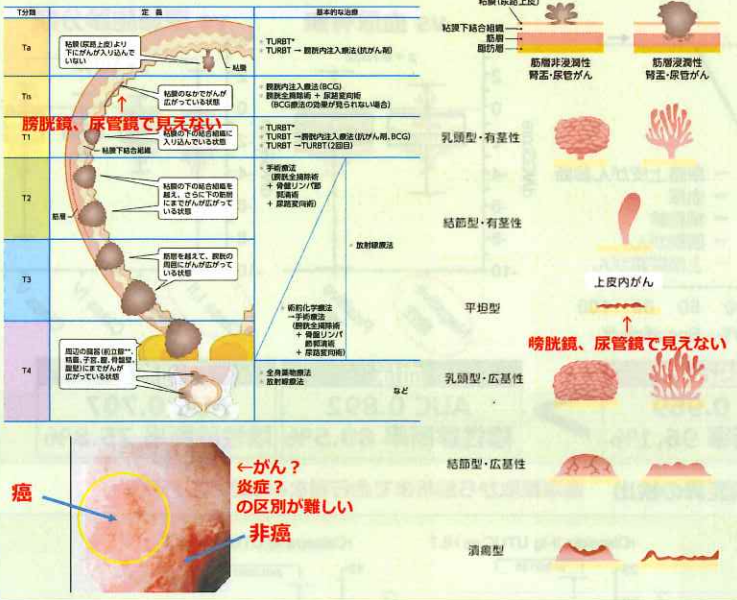 T分類
定義
基本的な治療
Ta
粘膜(尿路上皮)より
下にがんが入り込んで
いない
粘膜
TURBT*
TURBT → 膀胱内注入療法(抗がん剤)
Tis
粘膜のなかでがんが
広がっている状態
膀胱内注入療法(BCG)
膀胱全摘除術 + 尿路変向術
(BCG療法の効果が見られない場合)
膀胱鏡、尿管鏡で見えない
T1
粘膜の下の結合組織に
入り込んでいる状態
粘膜下結合組織
TURBT*
TURBT →膀胱内注入療法(抗がん剤、BCG)
TURBT →TURBT(2回目)
T2
粘膜の下の結合組織を
越え、さらに下の筋層
にまでがんが広がって
いる状態
筋層
手術療法
(膀胱全摘除術
+ 骨盤リンパ節
郭清術
+ 尿路変向術)
放射線療法
T3
筋層を越えて、膀胱の
周囲にがんが広がって
いる状態
術前化学療法
→手術療法
(膀胱全摘除術
+ 骨盤リンパ
節郭清術
+ 尿路変向術)
T4
周辺の臓器(前立腺**、
精嚢、子宮、腟、骨盤壁、
腹壁)にまでがんが
広がっている状態
全身薬物療法
放射線療法
など
癌
←がん?
炎症?
の区別が難しい
非癌
粘膜(尿路上皮)
粘膜下結合組織
筋層
脂肪層
筋層非浸潤性
腎盂・尿管がん
筋層浸潤性
腎盂・尿管がん
乳頭型・有茎性
結節型・有茎性
上皮内がん
平坦型
膀胱鏡、尿管鏡で見えない
乳頭型・広基性
結節型・広基性
潰瘍型